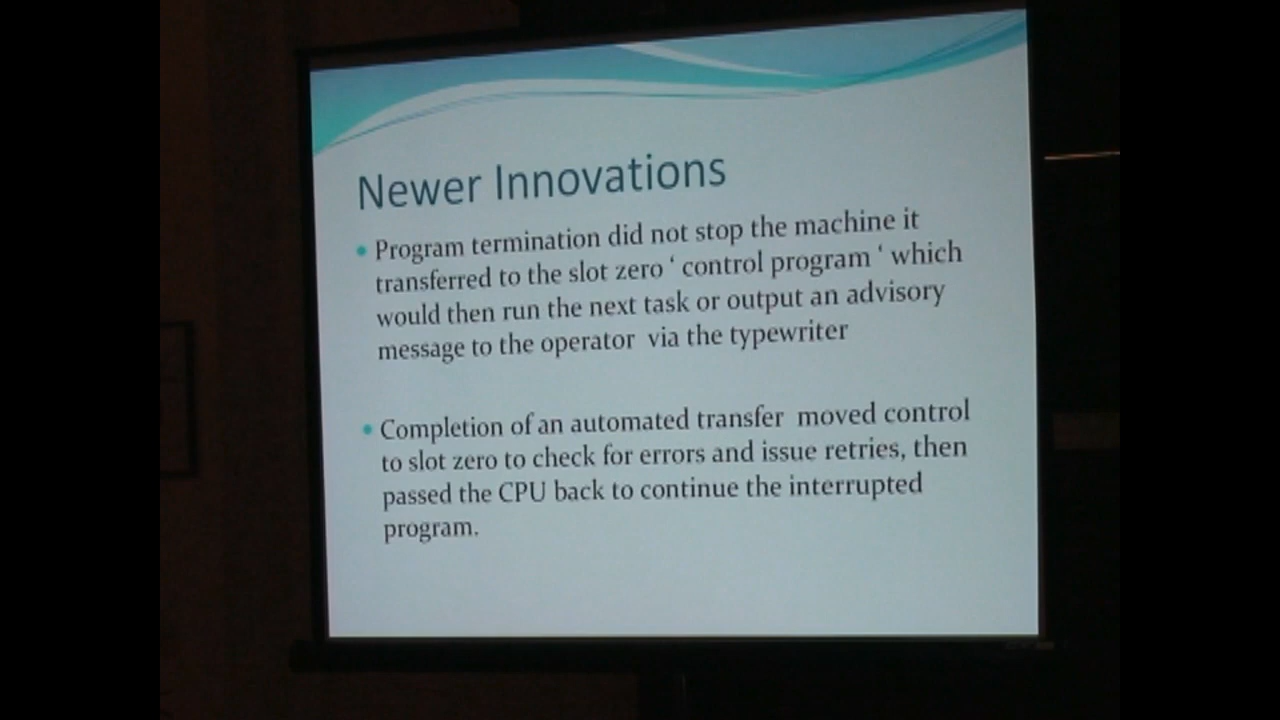 Newer Innovations
Program termination did not stop the machine it
transferred to the slot zero ‘ control program ‘ which
would then run the next task or output an advisory
message to the operator via the typewriter
Completion of an automated transfer moved control
to slot zero to check for errors and issue retries, then
passed the CPU back to continue the interrupted
program.